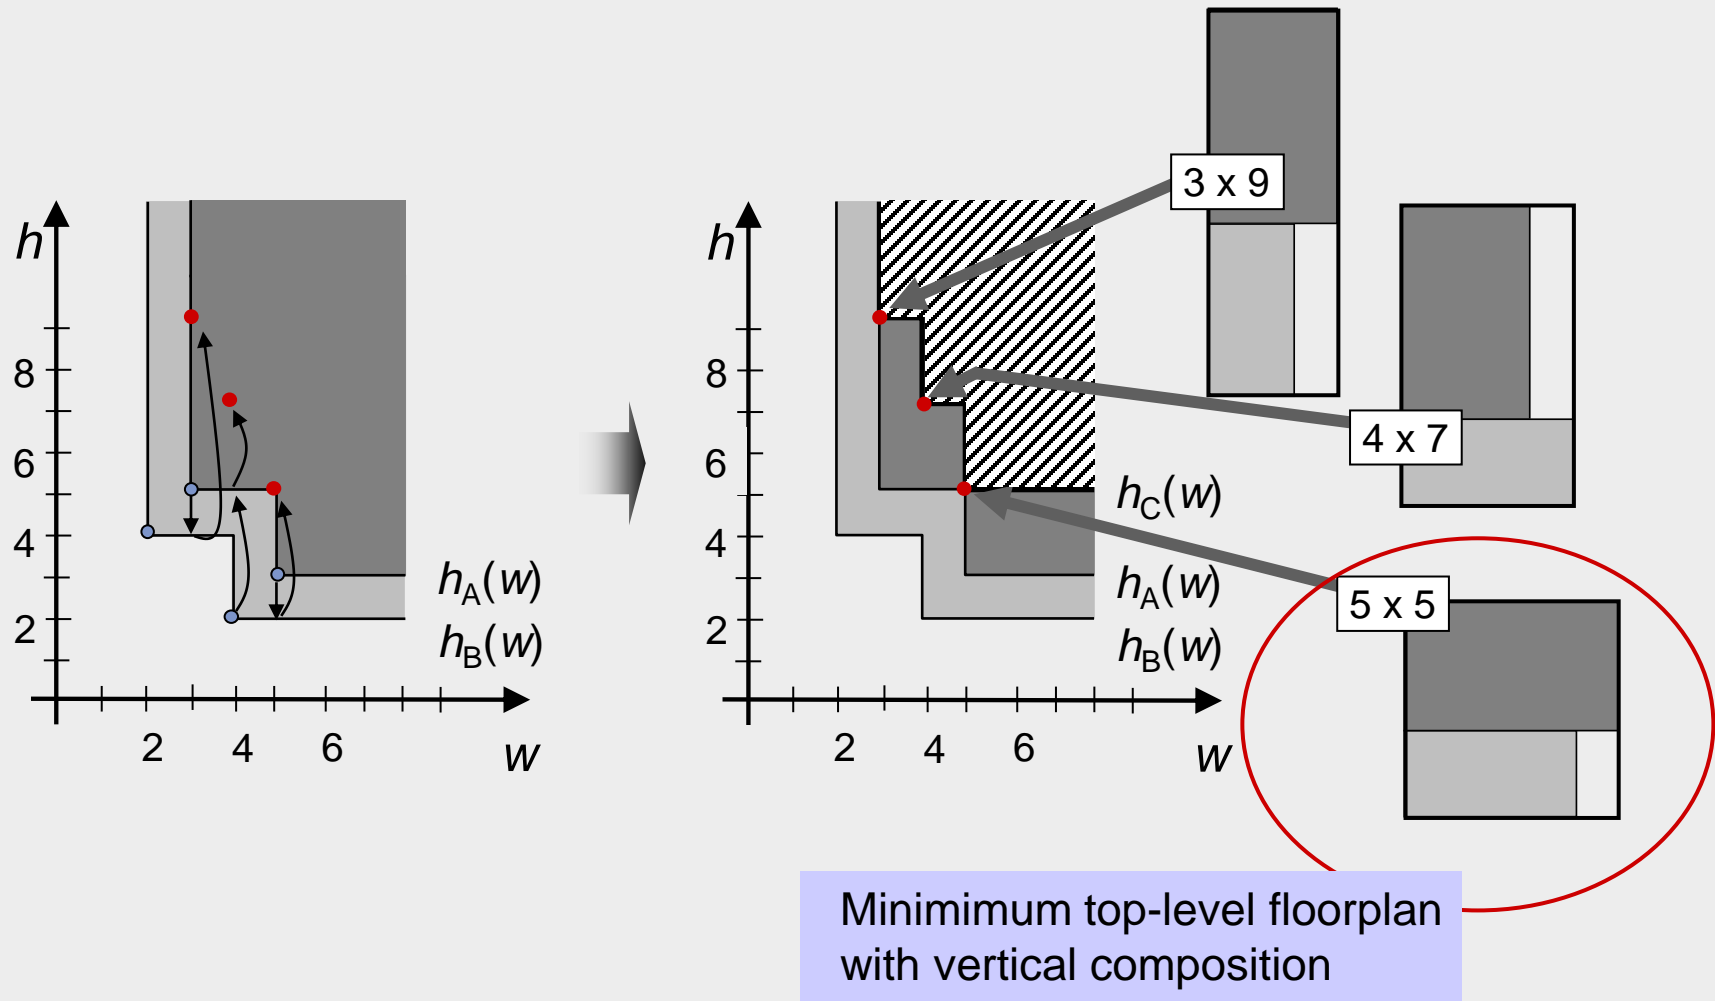 h
8
6
4
2
2 4 6
w
hA(w)
hB(w)
h
8
6
4
2
2 4 6
w
hC(w)
hA(w)
hB(w)
3 x 9
4 x 7
5 x 5
Minimimum top-level floorplan
with vertical composition